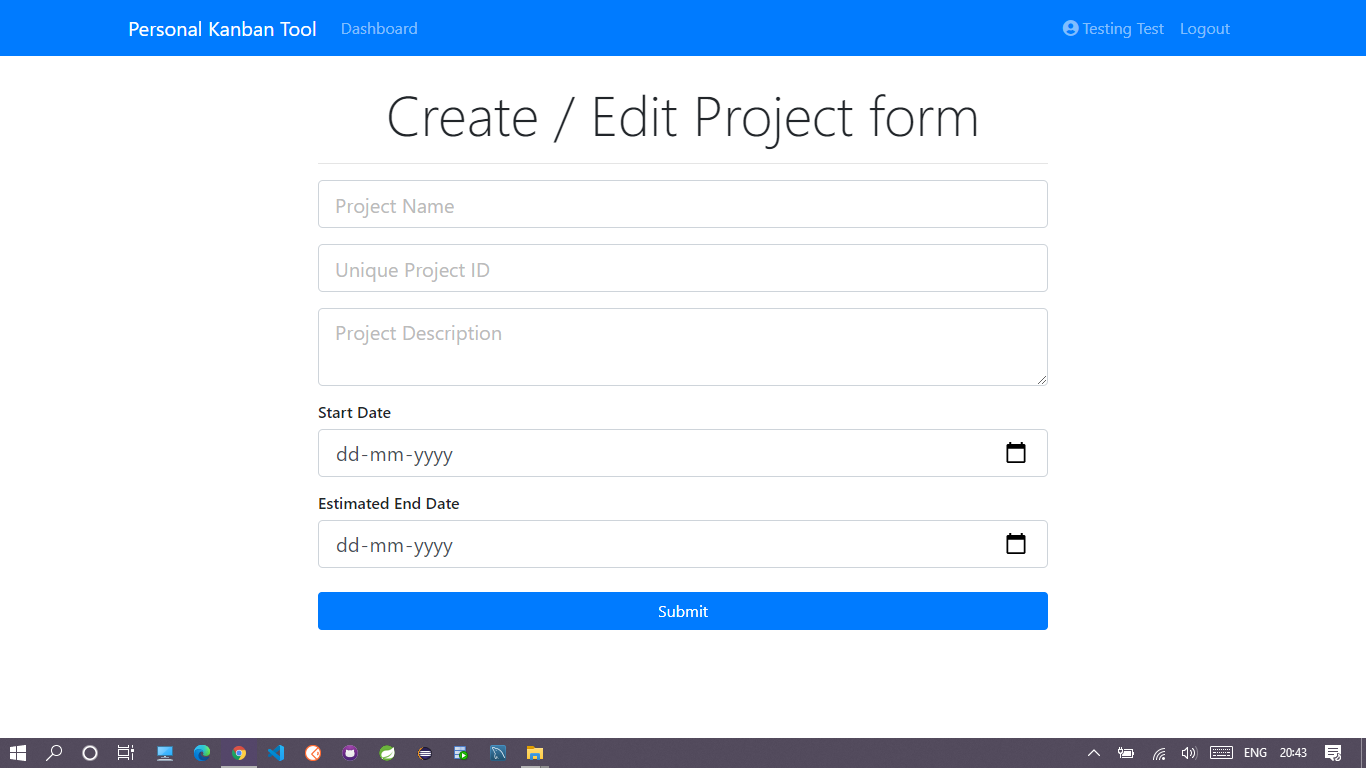 Personal Kanban Tool Dashboard Testing Test Logout
Create / Edit Project form
Project Name
Unique Project ID
Project Description
Start Date
dd-mm-yyyy
Estimated End Date
dd-mm-yyyy
Submit
ENG 20:43